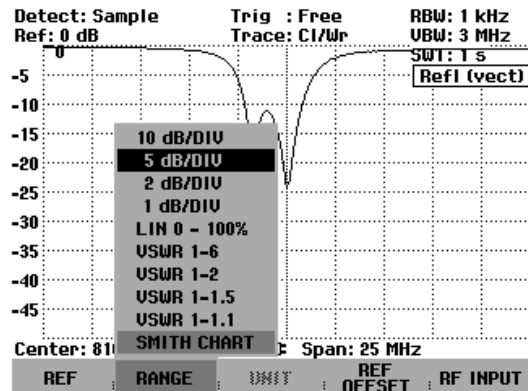 Detect: Sample Trig : Free RBW: 1 kHz
Ref: 0 dB Trace: Cl/Wr VBW: 3 MHz
SWT: 1 s
Refl (vect)
0
-5
-10
-15
-20
-25
-30
-35
-40
-45
10 dB/DIV
5 dB/DIV
2 dB/DIV
1 dB/DIV
LIN 0 - 100%
VSWR 1-6
VSWR 1-2
VSWR 1-1.5
VSWR 1-1.1
SMITH CHART
Center: Span: 25 MHz
REF RANGE UNIT REF OFFSET RF INPUT